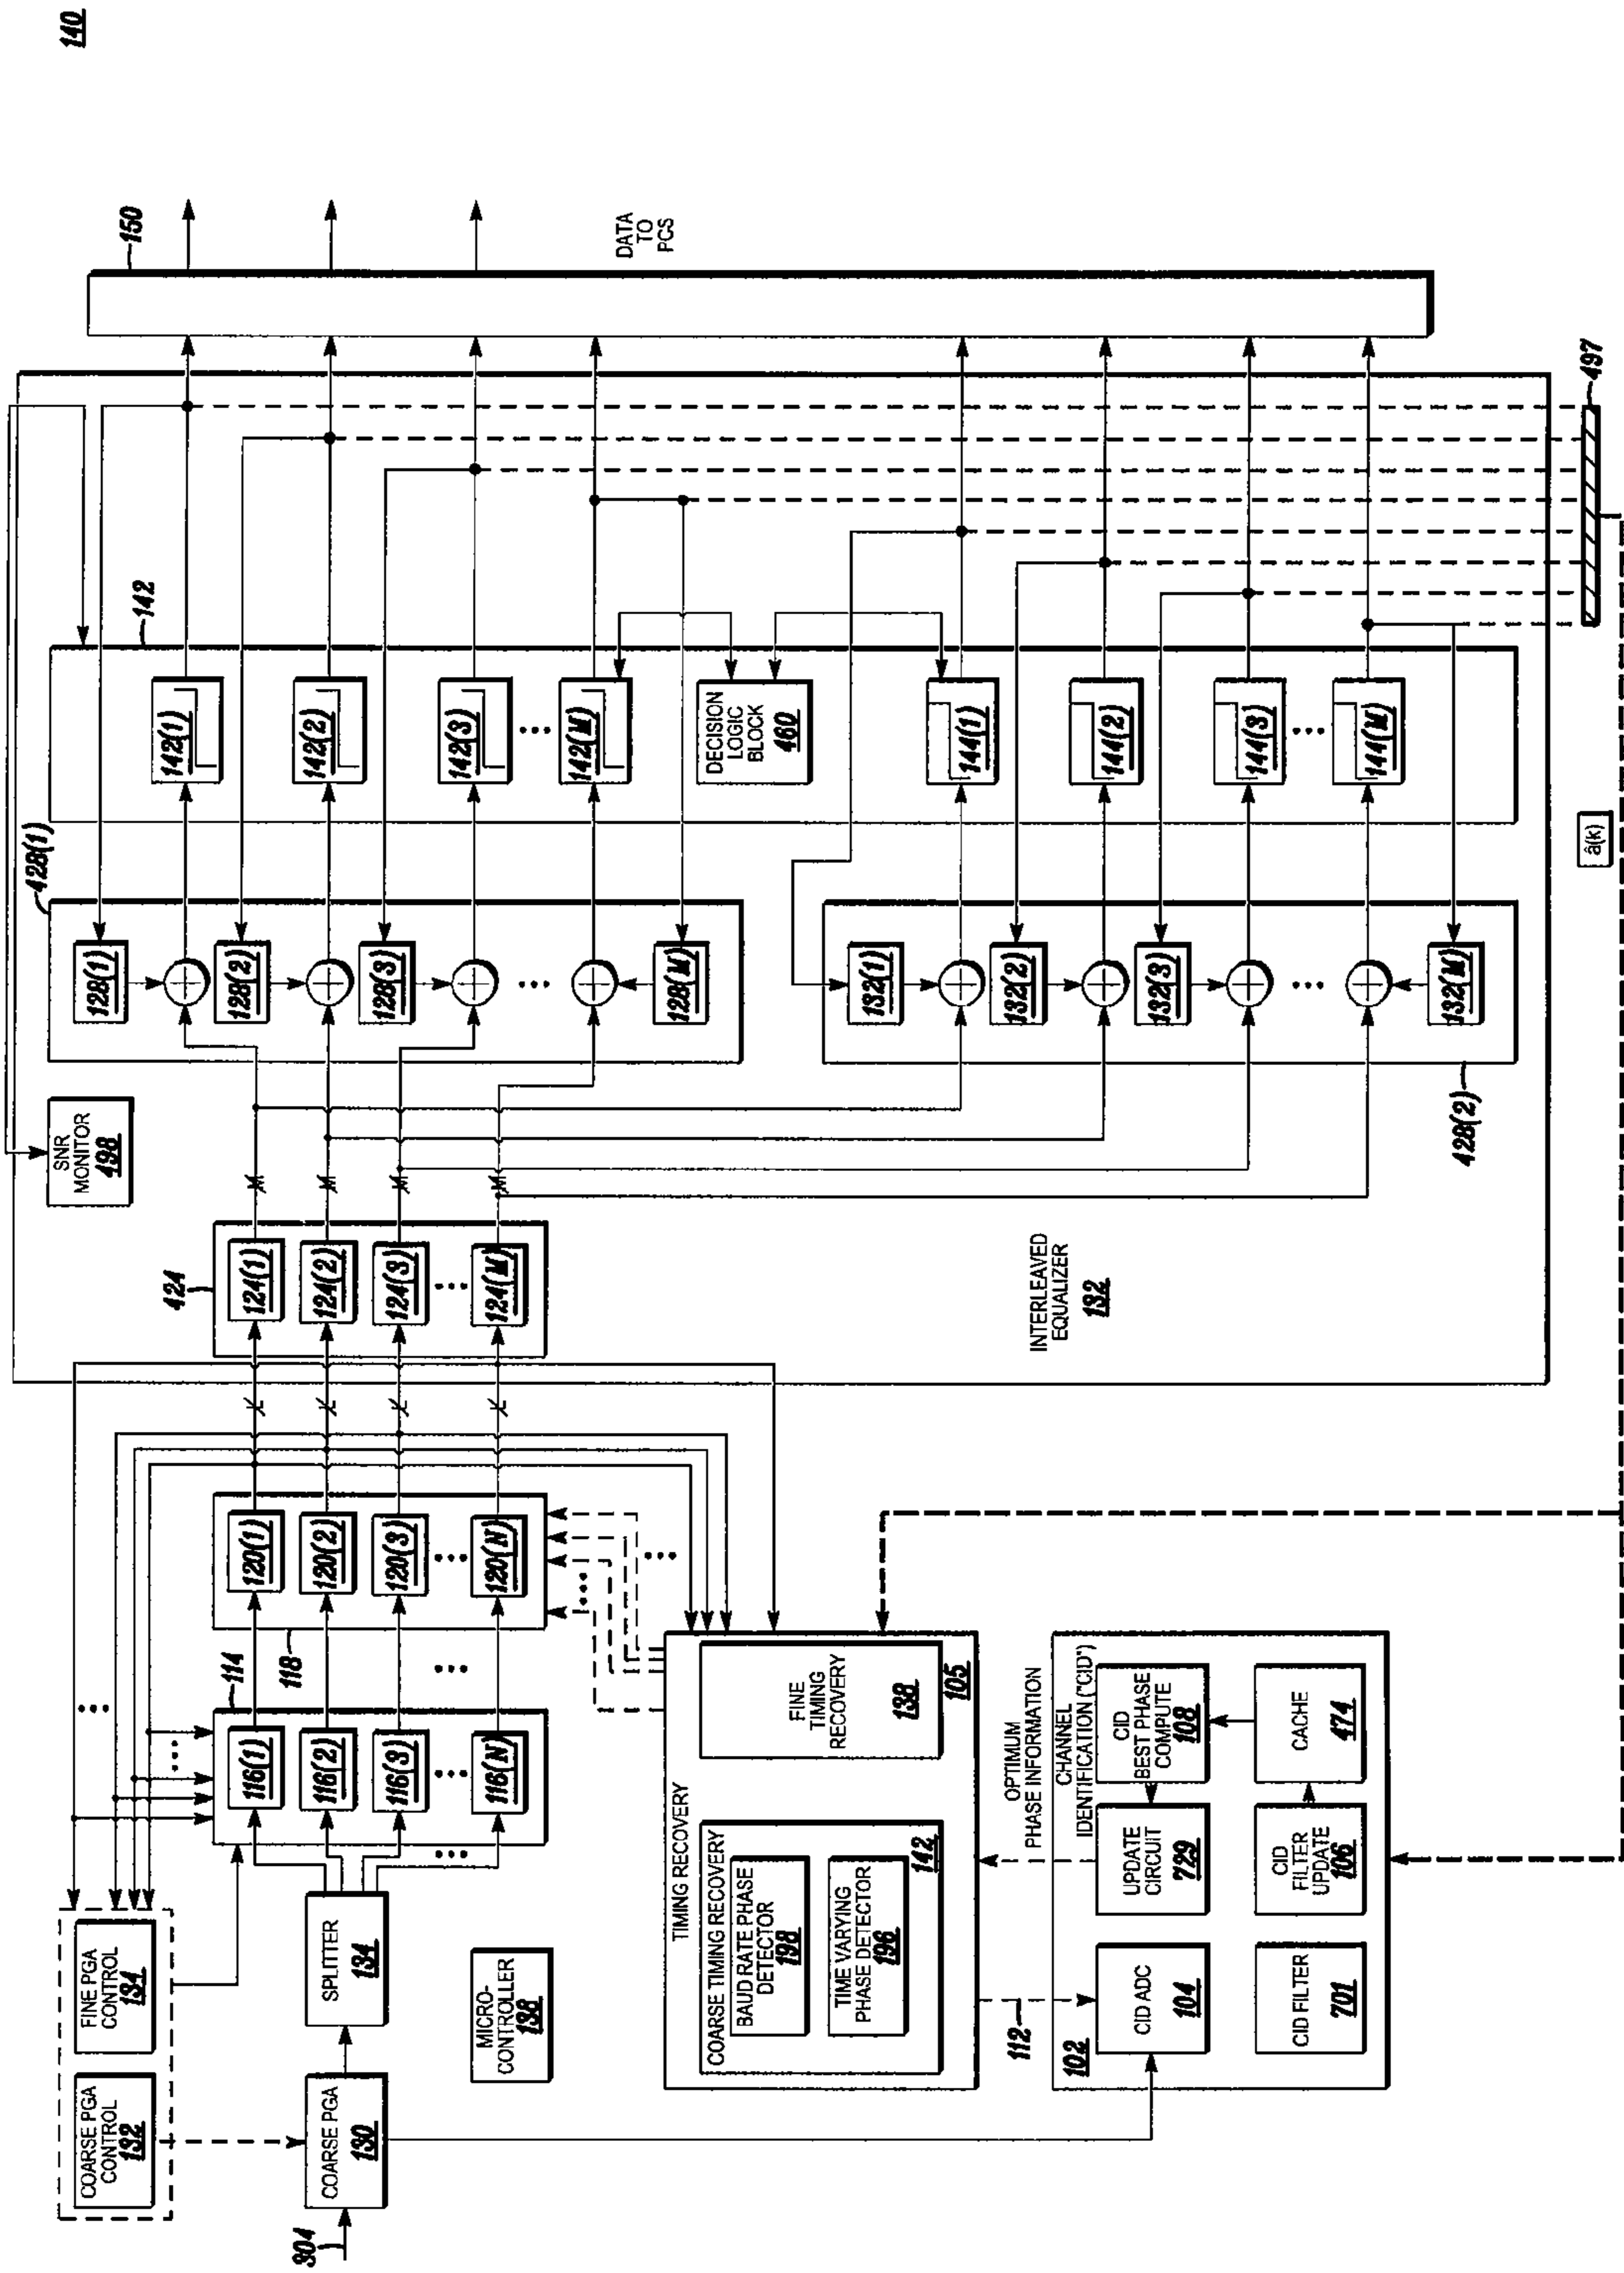 140
COARSE PGA
CONTROL
132
FINE PGA
CONTROL
134
304
COARSE PGA
130
SPLITTER
134
MICRO-
CONTROLLER
138
114
116(1)
116(2)
116(3)
116(N)
118
120(1)
120(2)
120(3)
120(N)
L
L
L
L
424
124(1)
124(2)
124(3)
124(M)
M
M
M
M
SNR
MONITOR
498
428(1)
128(1)
128(2)
128(3)
128(M)
428(2)
132(1)
132(2)
132(3)
132(M)
142
142(1)
142(2)
142(3)
142(M)
DECISION
LOGIC
BLOCK
460
144(1)
144(2)
144(3)
144(M)
150
DATA
TO
PCS
INTERLEAVED
EQUALIZER
132
497
â(k)
TIMING RECOVERY
COARSE TIMING RECOVERY
BAUD RATE PHASE
DETECTOR
198
TIME VARYING
PHASE DETECTOR
196
142
FINE
TIMING
RECOVERY
138
105
112
OPTIMUM
PHASE INFORMATION
CHANNEL
IDENTIFICATION ("CID")
102
CID ADC
104
UPDATE
CIRCUIT
729
CID
BEST PHASE
COMPUTE
108
CID FILTER
701
CID
FILTER
UPDATE
106
CACHE
474